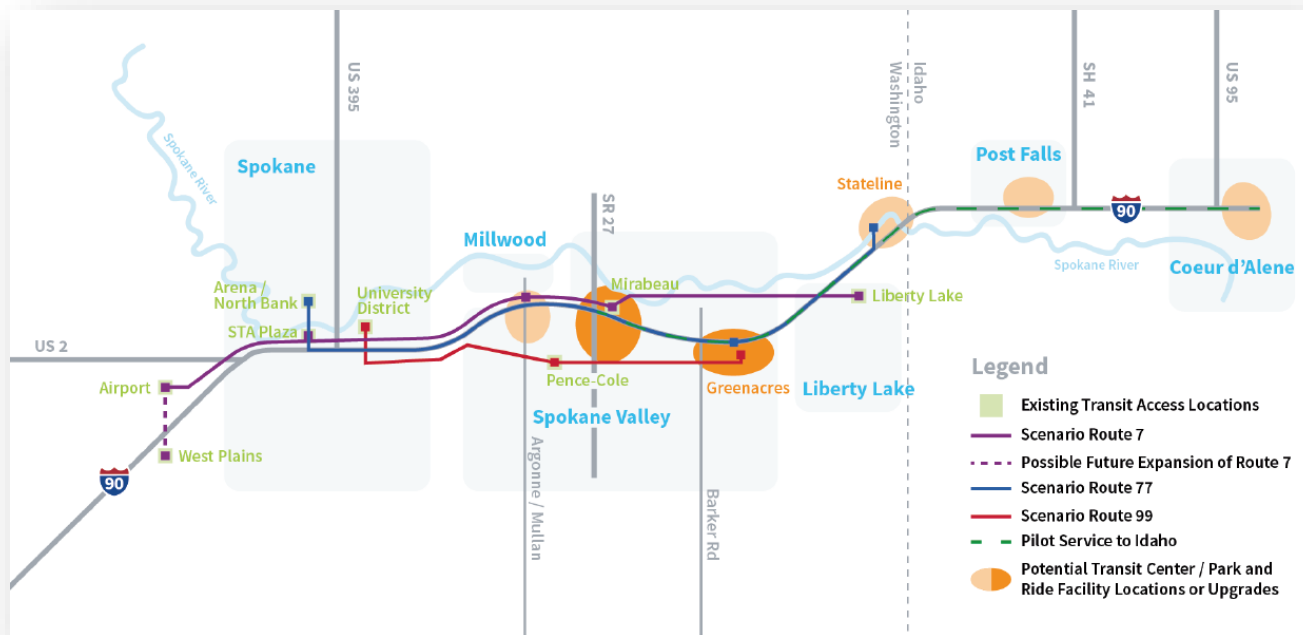 US 395
Idaho
Washington
SH 41
US 95
Spokane River
Spokane
Post Falls
Stateline
SR 27
90
Millwood
Spokane River
Coeur d'Alene
Arena /
North Bank
University
District
Mirabeau
Liberty Lake
STA Plaza
US 2
Airport
Pence-Cole
Greenacres
Liberty Lake
Spokane Valley
West Plains
90
Argonne / Mullan
Barker Rd
Legend
Existing Transit Access Locations
Scenario Route 7
Possible Future Expansion of Route 7
Scenario Route 77
Scenario Route 99
Pilot Service to Idaho
Potential Transit Center / Park and
Ride Facility Locations or Upgrades